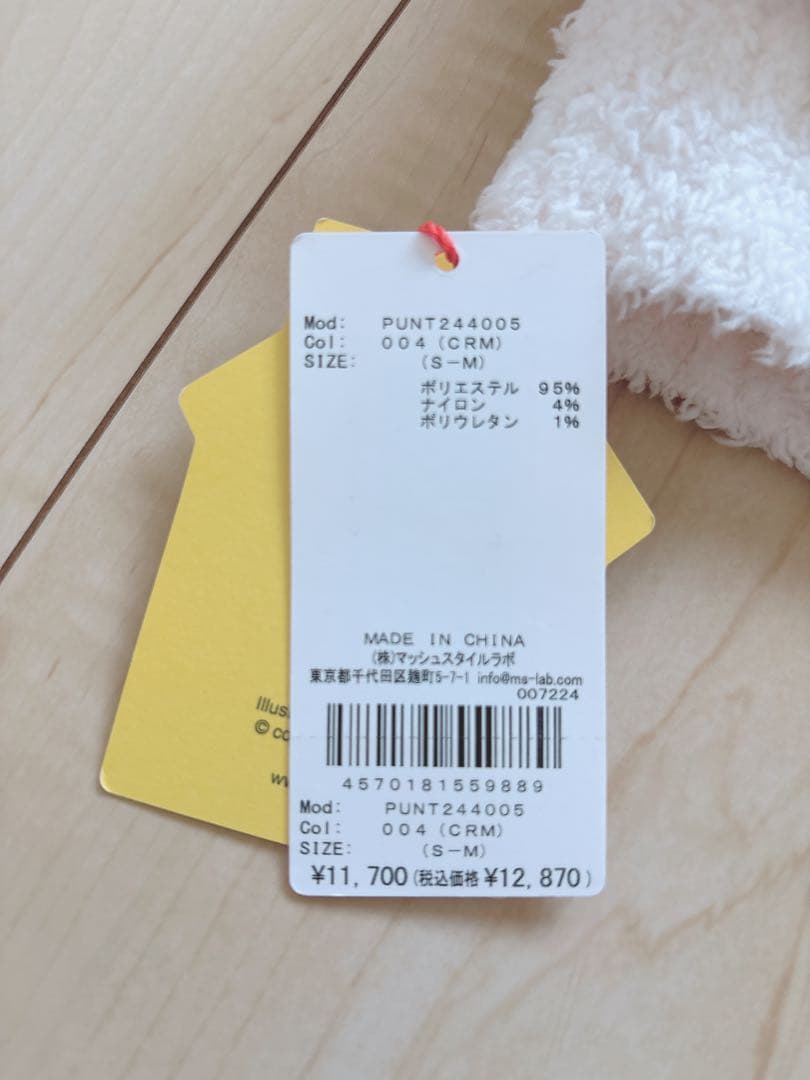 Mod: PUNT244005
Col: 004 (CRM)
SIZE: (S-M)
ポリエステル 95%
ナイロン 4%
ポリウレタン 1%
MADE IN CHINA
(株)マッシュスタイルラボ
東京都千代田区麹町5-7-1 info@ms-lab.com
007224
4570181559889
Mod: PUNT244005
Col: 004 (CRM)
SIZE: (S-M)
¥11,700(税込価格 ¥12,870)
©